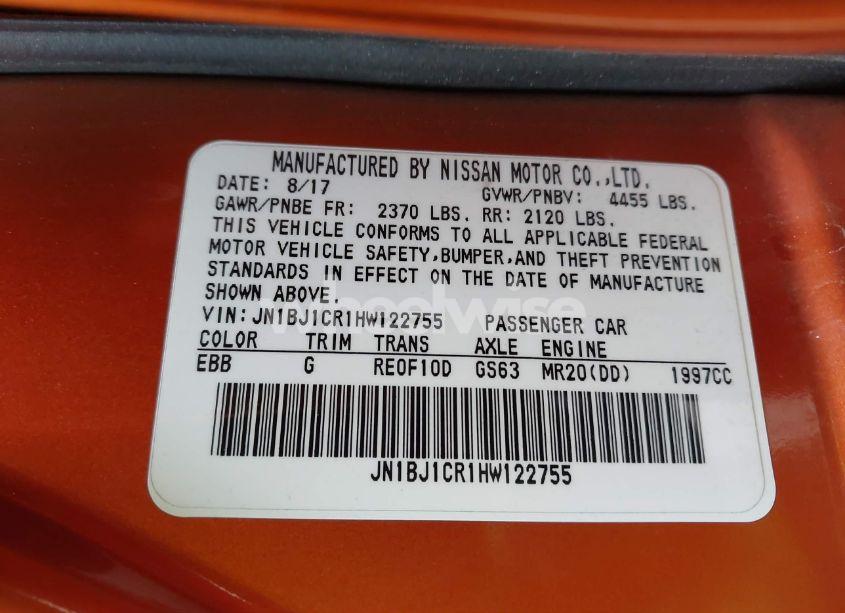 MANUFACTURED BY NISSAN MOTOR CO.,LTD.
DATE: 8/17 GVWR/PNBV: 4455 LBS.
GAWR/PNBE FR: 2370 LBS. RR: 2120 LBS.
THIS VEHICLE CONFORMS TO ALL APPLICABLE FEDERAL
MOTOR VEHICLE SAFETY,BUMPER,AND THEFT PREVENTION
STANDARDS IN EFFECT ON THE DATE OF MANUFACTURE
SHOWN ABOVE.
wheelwise
VIN:JN1BJ1CR1HW122755 PASSENGER CAR
COLOR TRIM TRANS AXLE ENGINE
EBB G RE0F10D GS63 MR20(DD) 1997CC
JN1BJ1CR1HW122755